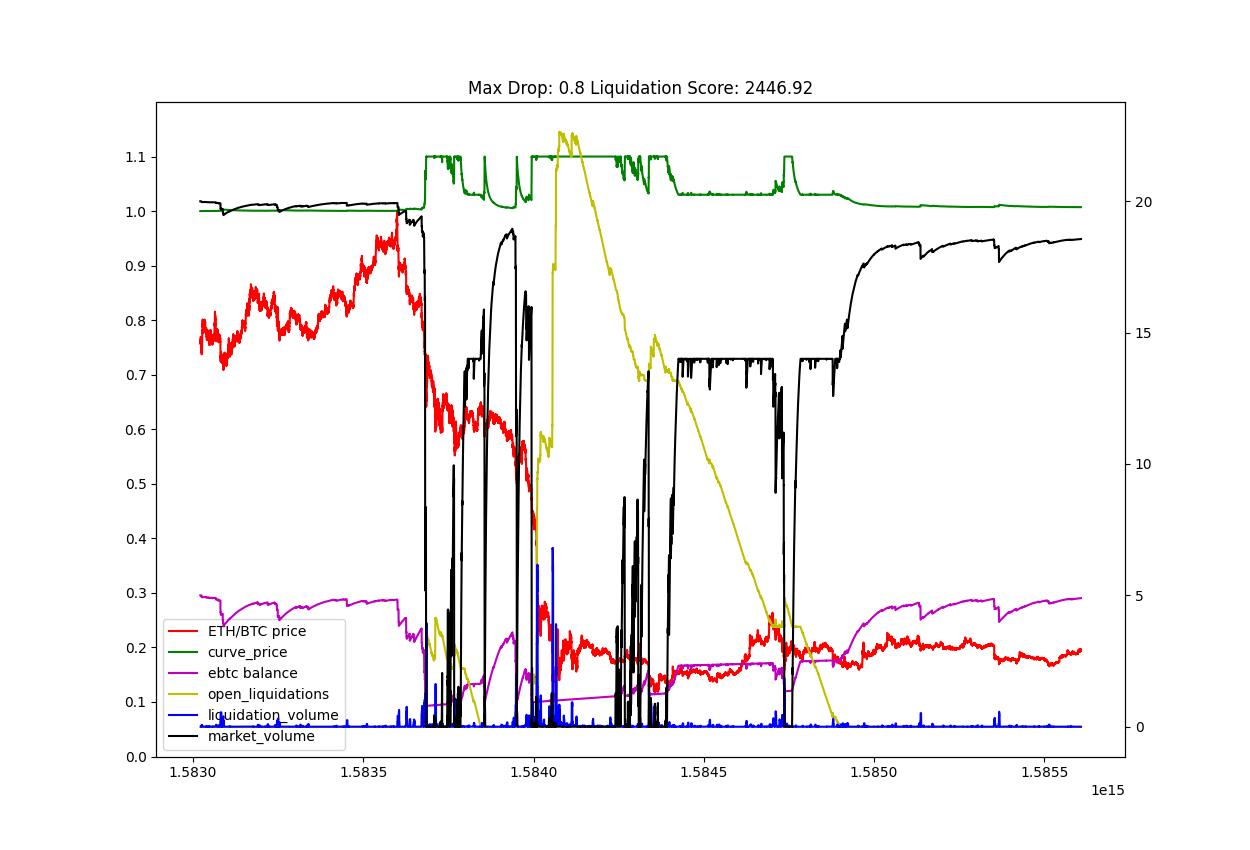 Max Drop: 0.8 Liquidation Score: 2446.92
1.1
1.0
0.9
0.8
0.7
0.6
0.5
0.4
0.3
0.2
0.1
0.0
20
15
10
5
0
ETH/BTC price
curve_price
ebtc balance
open_liquidations
liquidation_volume
market_volume
1.5830 1.5835 1.5840 1.5845 1.5850 1.5855
1e15